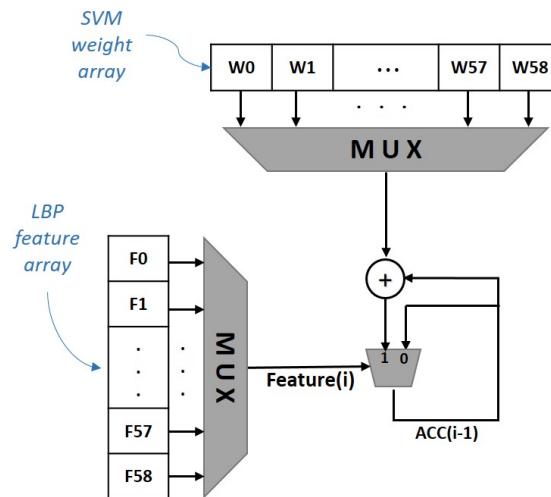 SVM
weight
array
W0 W1 ... W57 W58
. . .
MUX
LBP
feature
array
F0
F1
.
.
.
F57
F58
.
.
.
MUX
+
1 0
Feature(i)
ACC(i-1)